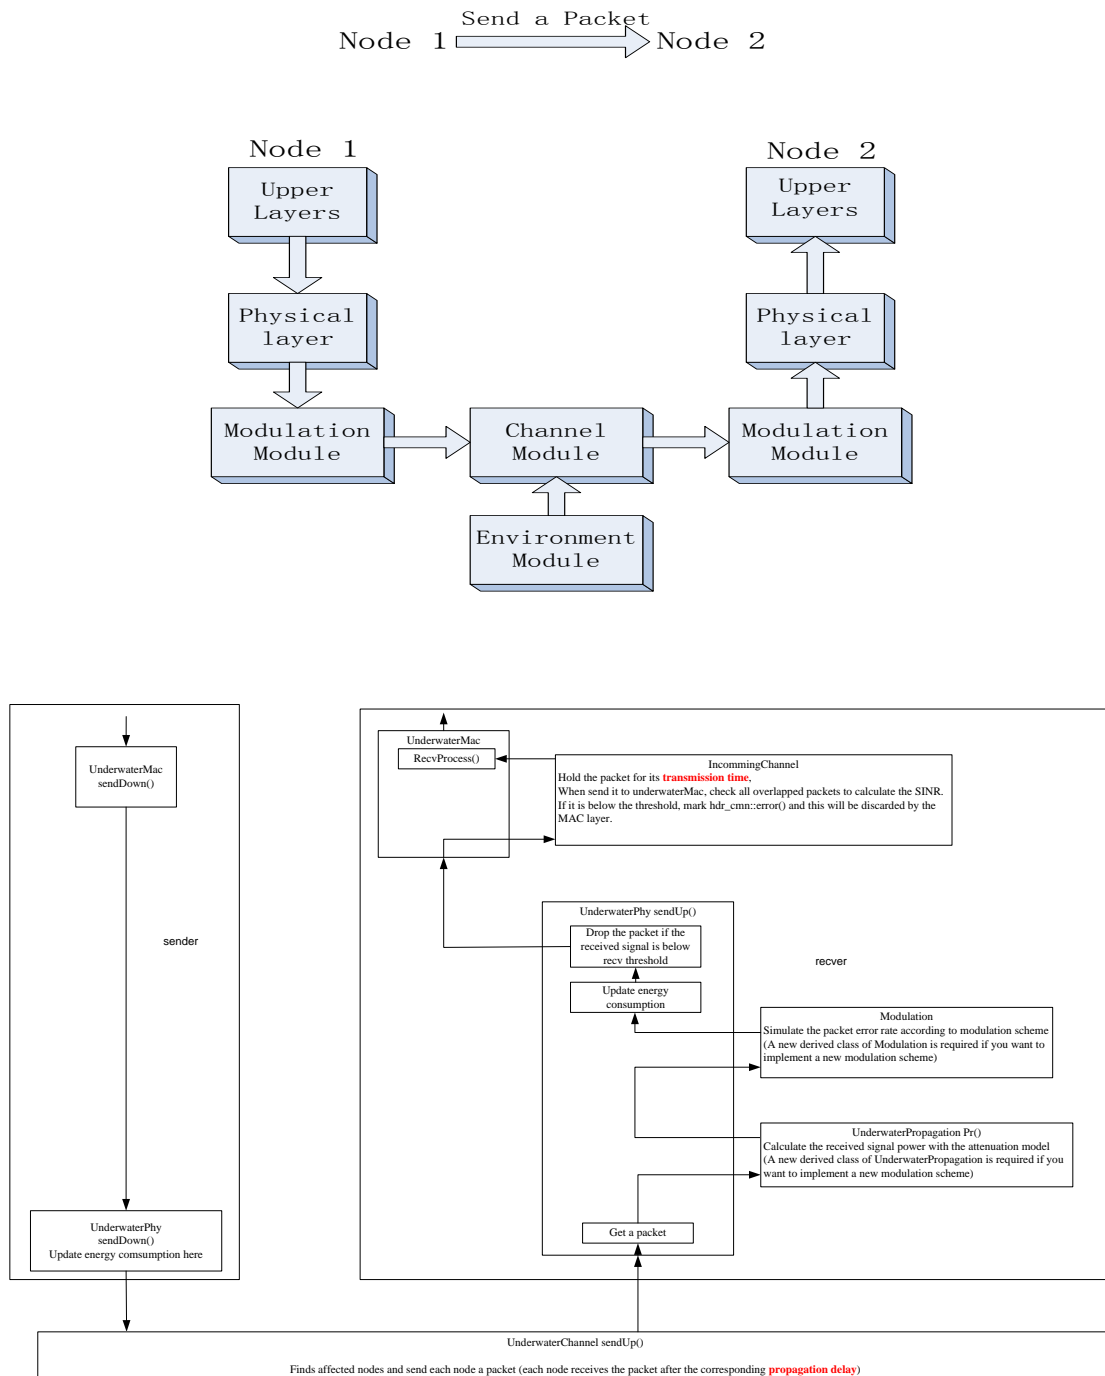 Send a Packet
Node 1
Node 2
Node 1
Node 2
Upper
Layers
Upper
Layers
Physical
layer
Physical
layer
Modulation
Module
Channel
Module
Modulation
Module
Environment
Module
UnderwaterMac
sendDown()
sender
UnderwaterPhy
sendDown()
Update energy comsumption here
UnderwaterMac
RecvProcess()
IncommingChannel
Hold the packet for its transmission time,
When send it to underwaterMac, check all overlapped packets to calculate the SINR.
If it is below the threshold, mark hdr_cmn::error() and this will be discarded by the
MAC layer.
UnderwaterPhy sendUp()
Drop the packet if the
received signal is below
recv threshold
recver
Update energy
consumption
Modulation
Simulate the packet error rate according to modulation scheme
(A new derived class of Modulation is required if you want to
implement a new modulation scheme)
UnderwaterPropagation Pr()
Calculate the received signal power with the attenuation model
(A new derived class of UnderwaterPropagation is required if you
want to implement a new modulation scheme)
Get a packet
UnderwaterChannel sendUp()
Finds affected nodes and send each node a packet (each node receives the packet after the corresponding propagation delay)